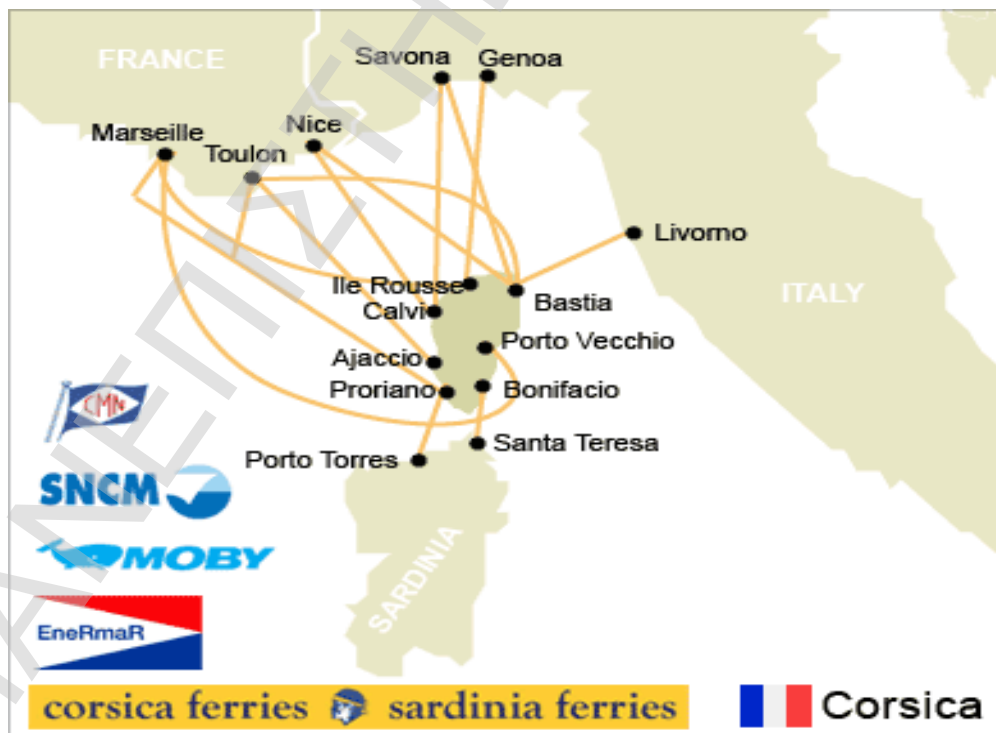 FRANCE
Savona
Genoa
Marseille
Nice
Toulon
Livorno
Ile Rousse
Calvi
Bastia
ITALY
Porto Vecchio
Ajaccio
Proriano
Bonifacio
CMN
Santa Teresa
Porto Torres
SNCM
MOBY
SARDINIA
EneRmaR
corsica ferries sardinia ferries
Corsica